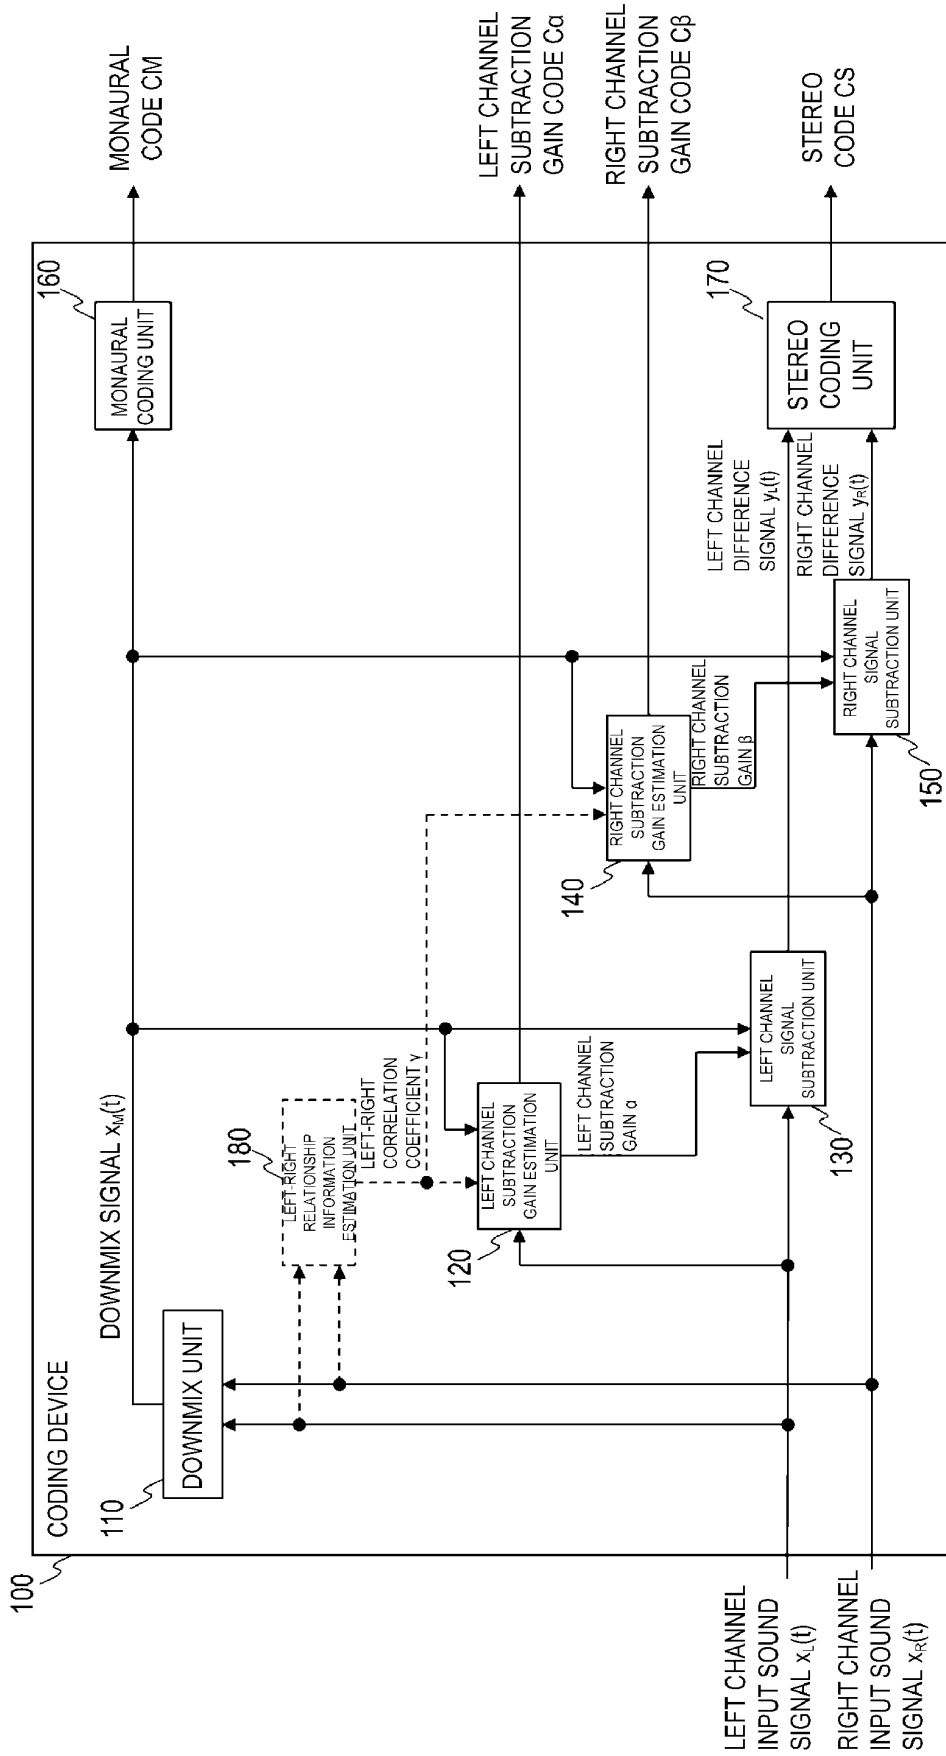 100
CODING DEVICE
110
DOWNMIX UNIT
DOWNMIX SIGNAL xM(t)
180
LEFT-RIGHT
RELATIONSHIP
INFORMATION
ESTIMATION UNIT
LEFT-RIGHT
CORRELATION
COEFFICIENT γ
120
LEFT CHANNEL
SUBTRACTION
GAIN ESTIMATION
UNIT
LEFT CHANNEL
SUBTRACTION
GAIN α
130
LEFT CHANNEL
SIGNAL
SUBTRACTION UNIT
140
RIGHT CHANNEL
SUBTRACTION
GAIN ESTIMATION
UNIT
RIGHT CHANNEL
SUBTRACTION
GAIN β
150
RIGHT CHANNEL
SIGNAL
SUBTRACTION UNIT
LEFT CHANNEL
DIFFERENCE
SIGNAL yL(t)
RIGHT CHANNEL
DIFFERENCE
SIGNAL yR(t)
160
MONAURAL
CODING UNIT
170
STEREO
CODING
UNIT
MONAURAL
CODE CM
LEFT CHANNEL
SUBTRACTION
GAIN CODE Cα
RIGHT CHANNEL
SUBTRACTION
GAIN CODE Cβ
STEREO
CODE CS
LEFT CHANNEL
INPUT SOUND
SIGNAL xL(t)
RIGHT CHANNEL
INPUT SOUND
SIGNAL xR(t)